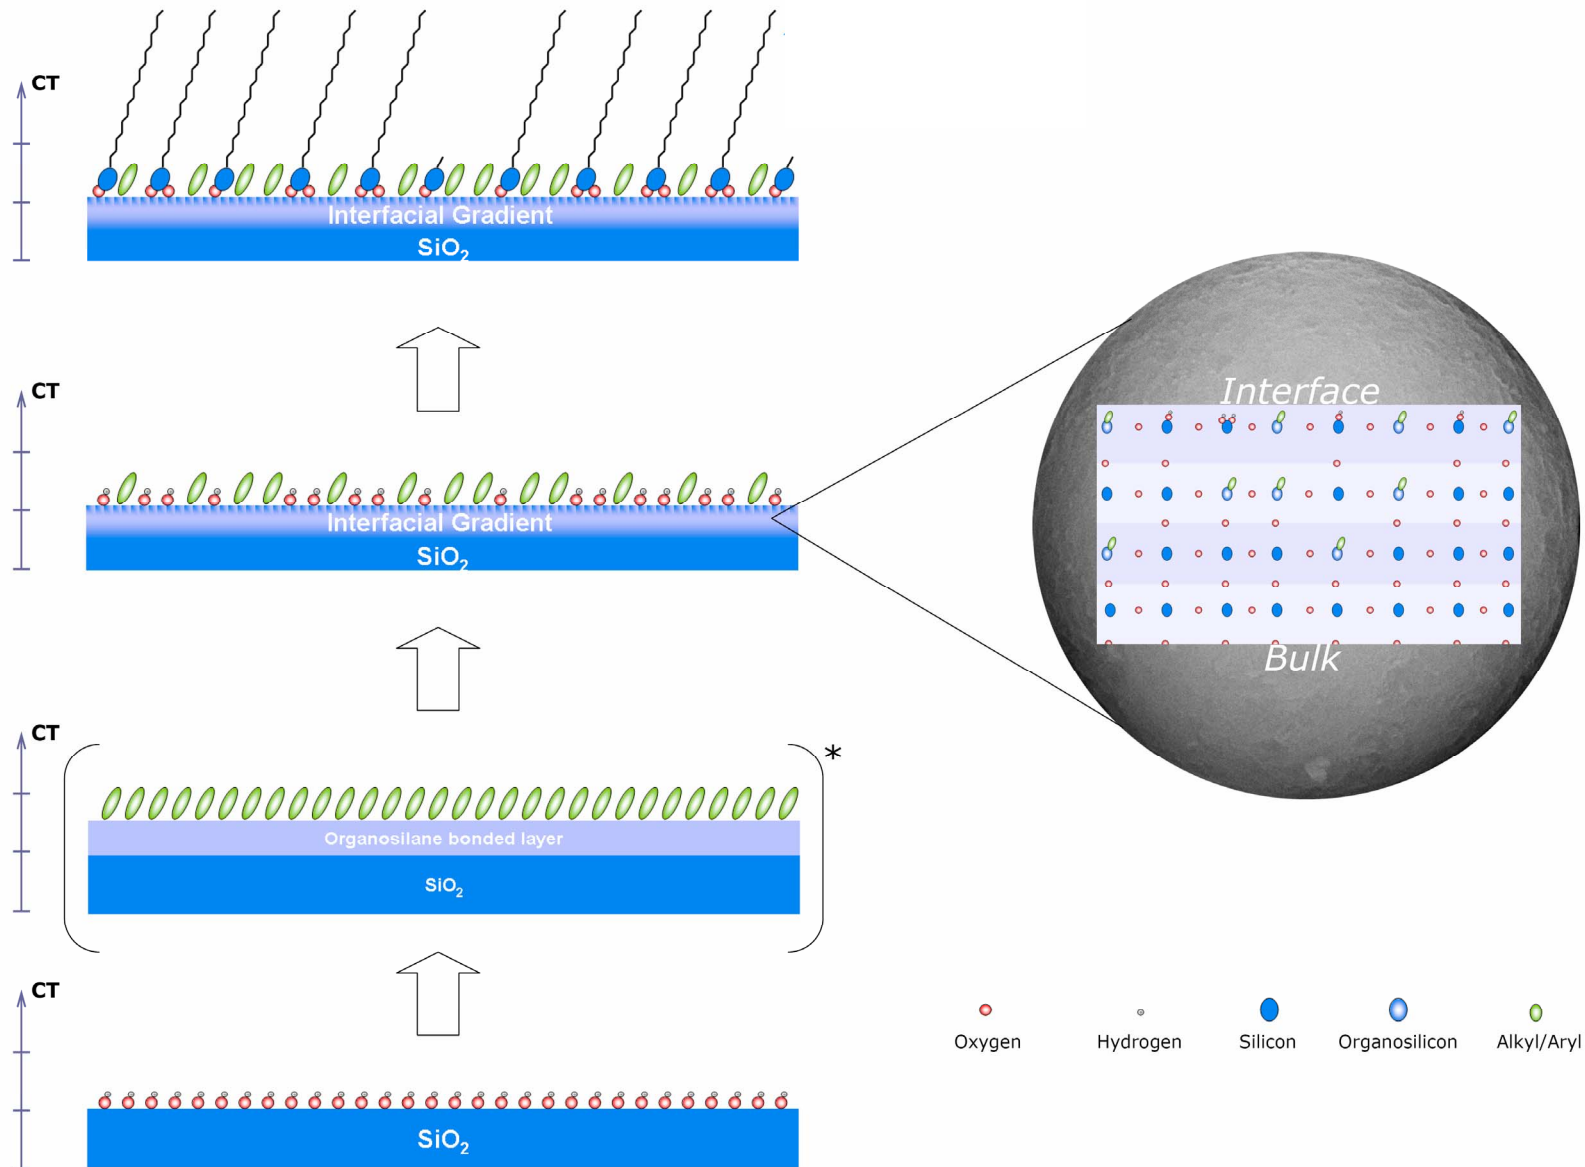 CT
Interfacial Gradient
SiO₂
CT
Interfacial Gradient
SiO₂
Interface
Bulk
CT
*
Organosilane bonded layer
SiO₂
CT
SiO₂
Oxygen
Hydrogen
Silicon
Organosilicon
Alkyl/Aryl